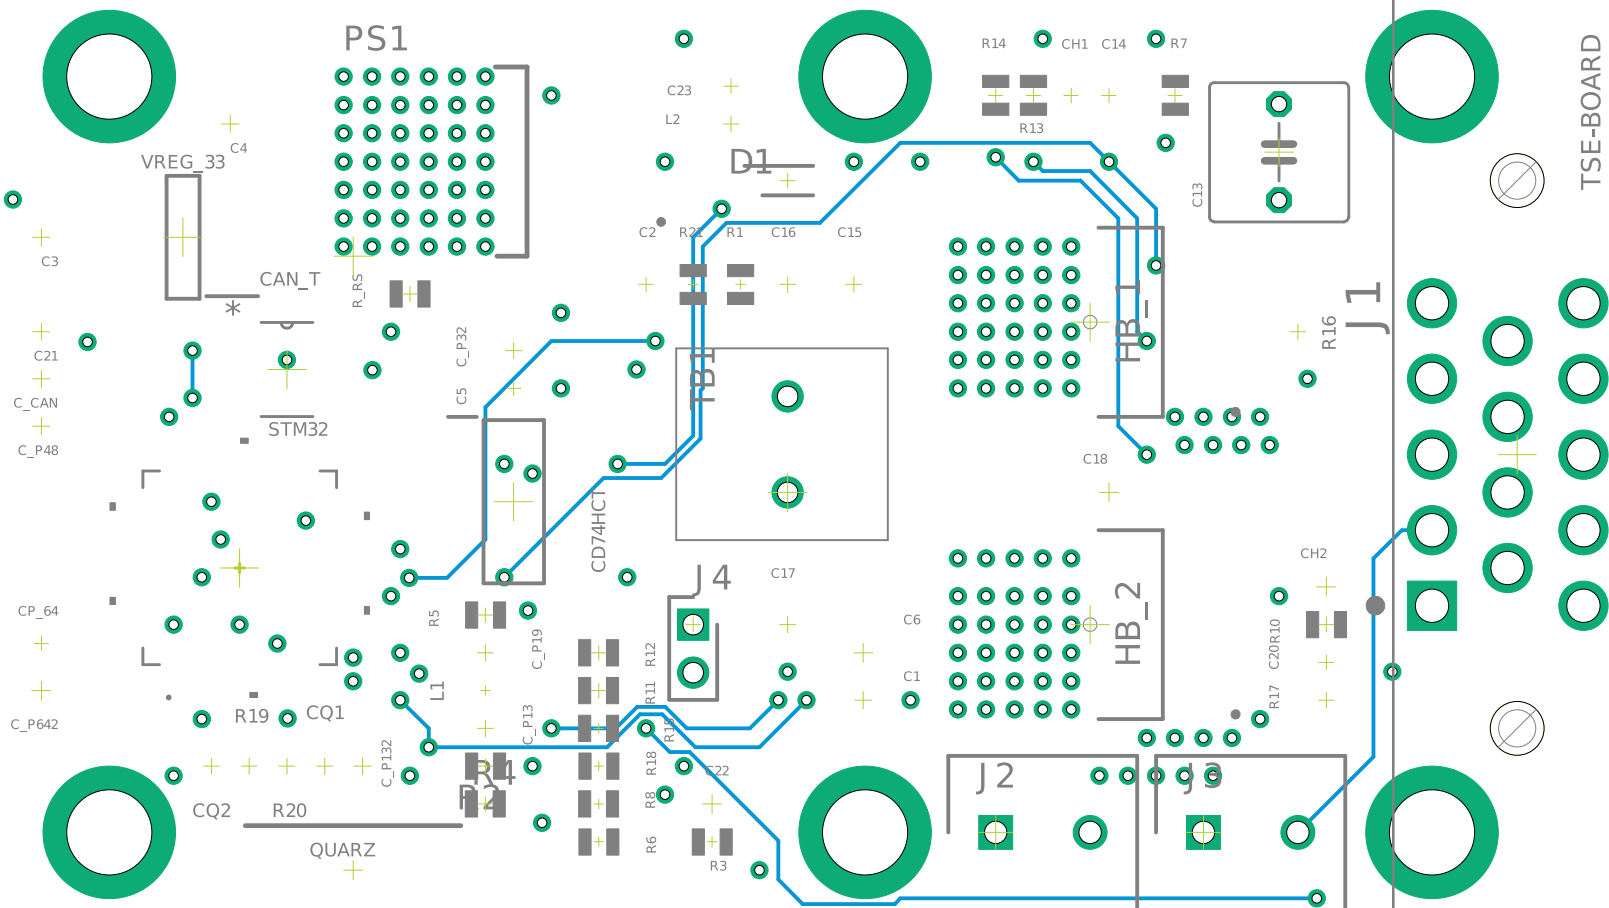 PS1
R14
CH1
C14
R7
TSE-BOARD
C23
L2
R13
C4
VREG_33
D1
C13
C2
R21
R1
C16
C15
C3
CAN_T
R_RS
*
HB_1
J1
R16
C21
C_P32
TB1
C5
C_CAN
STM32
C_P48
C18
CD74HCT
CH2
J4
C17
CP_64
R5
C_P19
R12
C6
HB_2
C20R10
L1
R11
C1
R17
C_P642
R19
CQ1
C_P13
C_P132
R18
C22
R4
J2
J3
R2
R8
CQ2
R20
R6
QUARZ
R3